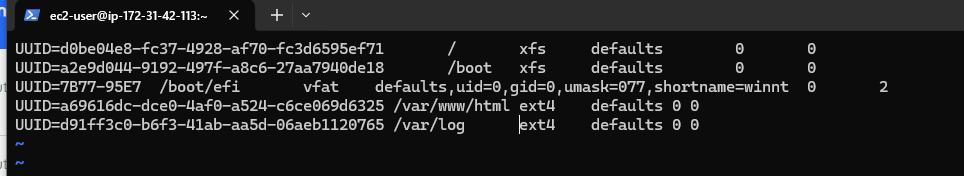 ec2-user@ip-172-31-42-113:~
UUID=d0be04e8-fc37-4928-af70-fc3d6595ef71 / xfs defaults 0 0
UUID=a2e9d044-9192-497f-a8c6-27aa7940de18 /boot xfs defaults 0 0
UUID=7B77-95E7 /boot/efi vfat defaults,uid=0,gid=0,umask=077,shortname=winnt 0 2
UUID=a69616dc-dce0-4af0-a524-c6ce069d6325 /var/www/html ext4 defaults 0 0
UUID=d91ff3c0-b6f3-41ab-aa5d-06aeb1120765 /var/log ext4 defaults 0 0
~
~